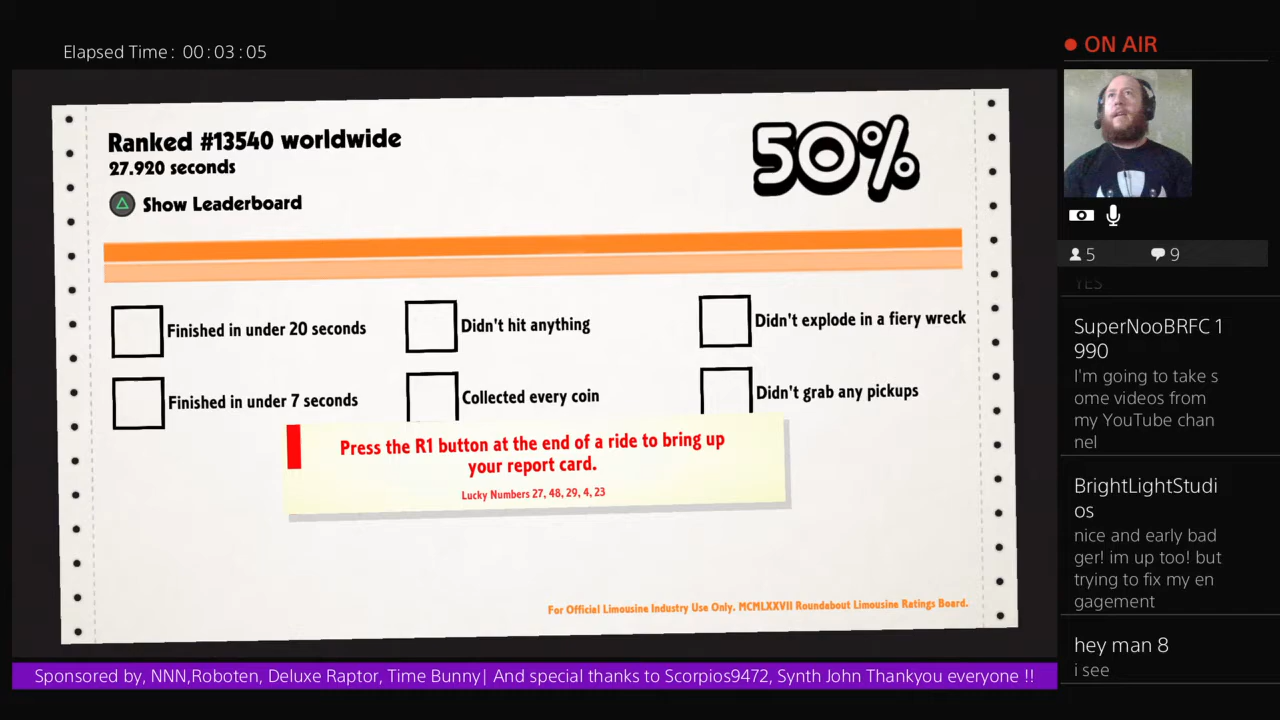 Elapsed Time: 00:03:05
ON AIR
Ranked #13540 worldwide
27.920 seconds
Show Leaderboard
50%
Finished in under 20 seconds
Didn't hit anything
Didn't explode in a fiery wreck
Finished in under 7 seconds
Collected every coin
Didn't grab any pickups
Press the R1 button at the end of a ride to bring up
your report card.
Lucky Numbers 27, 48, 29, 4, 23
For Official Limousine Industry Use Only. MCMLXXVII Roundabout Limousine Ratings Board.
Sponsored by, NNN,Roboten, Deluxe Raptor, Time Bunny| And special thanks to Scorpios9472, Synth John Thankyou everyone !!
5
9
YES
SuperNooBRFC1
990
I'm going to take s
ome videos from
my YouTube chan
nel
BrightLightStudi
os
nice and early bad
ger! im up too! but
trying to fix my en
gagement
hey man 8
i see